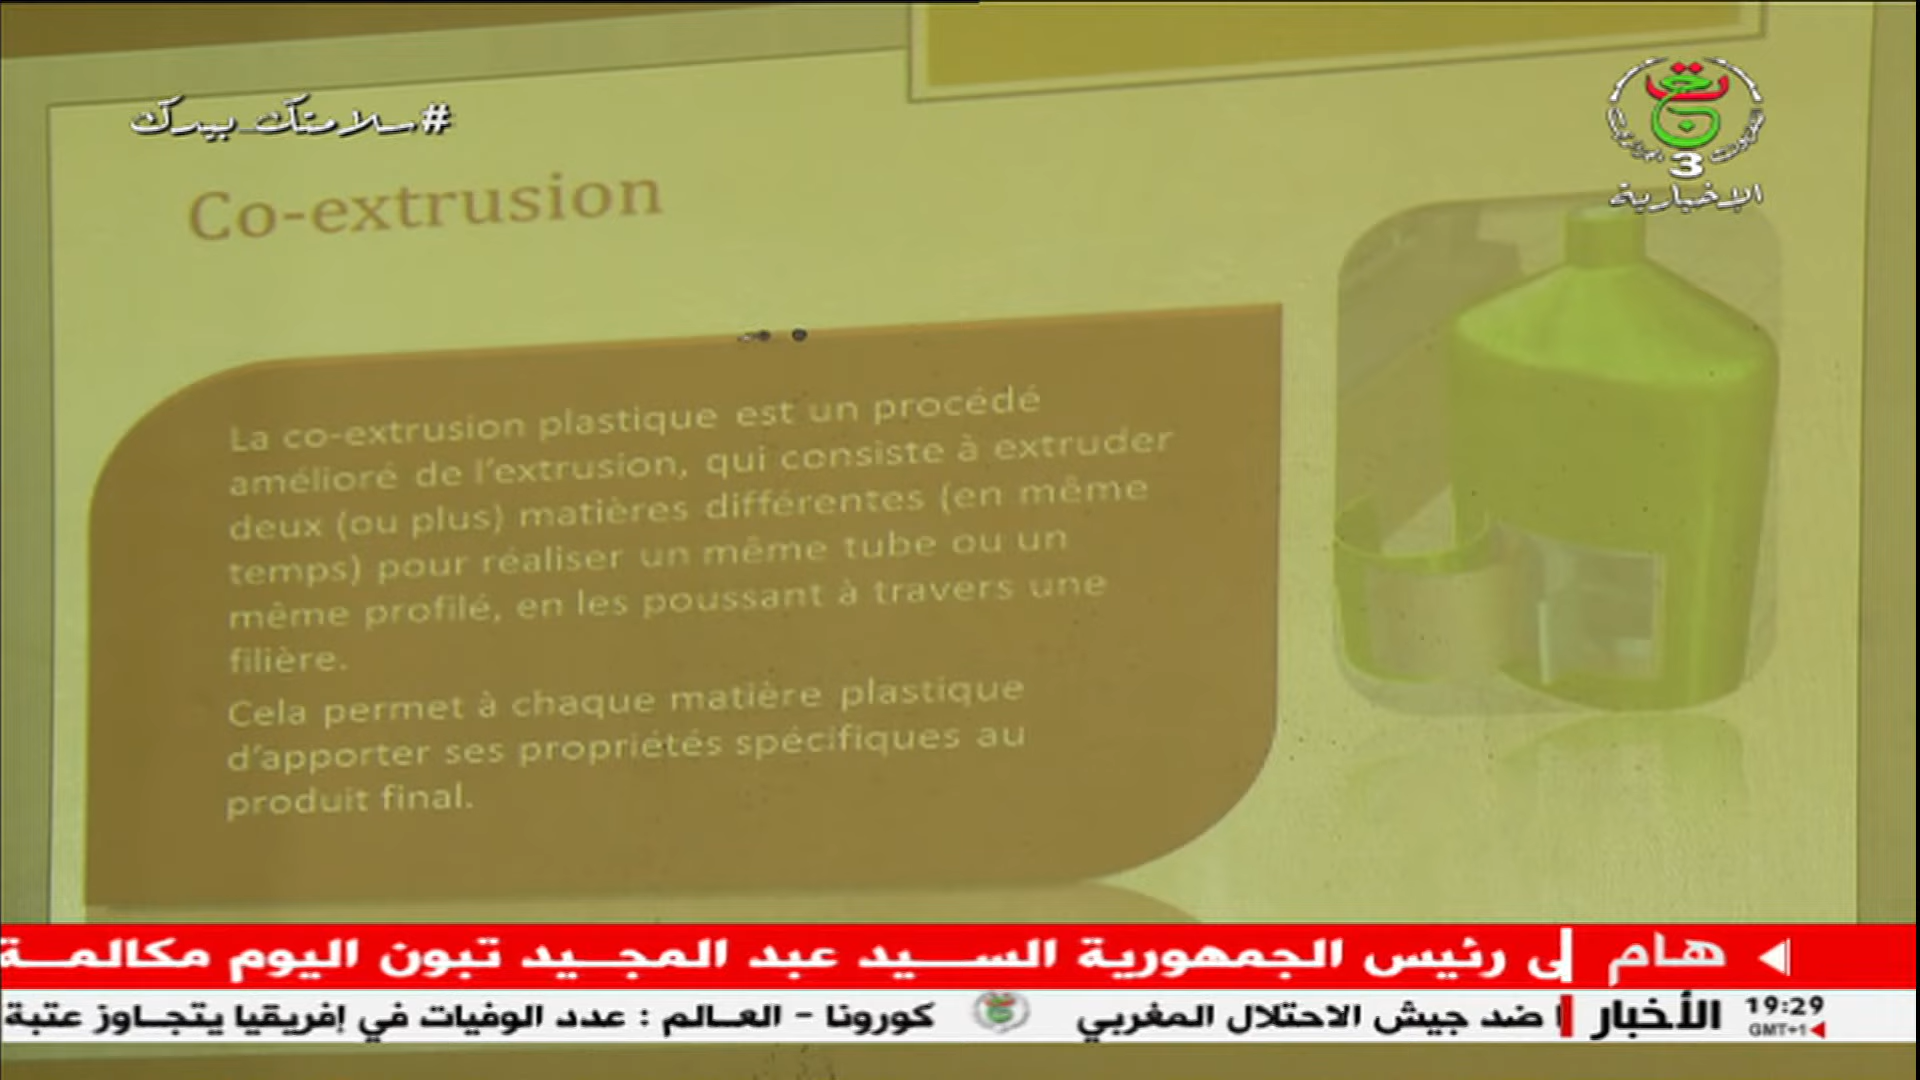 #سلامتك_بيدك
3
الإخبارية
Co-extrusion
La co-extrusion plastique est un procédé
amélioré de l'extrusion, qui consiste à extruder
deux (ou plus) matières différentes (en même
temps) pour réaliser un même tube ou un
même profilé, en les poussant à travers une
filière.
Cela permet à chaque matière plastique
d'apporter ses propriétés spécifiques au
produit final.
هام
ى رئيس الجمهورية السيد عبد المجيد تبون اليوم مكالمة
19:29
GMT+1
الأخبار
ضد جيش الاحتلال المغربي
كورونا - العالم : عدد الوفيات في إفريقيا يتجاوز عتبة